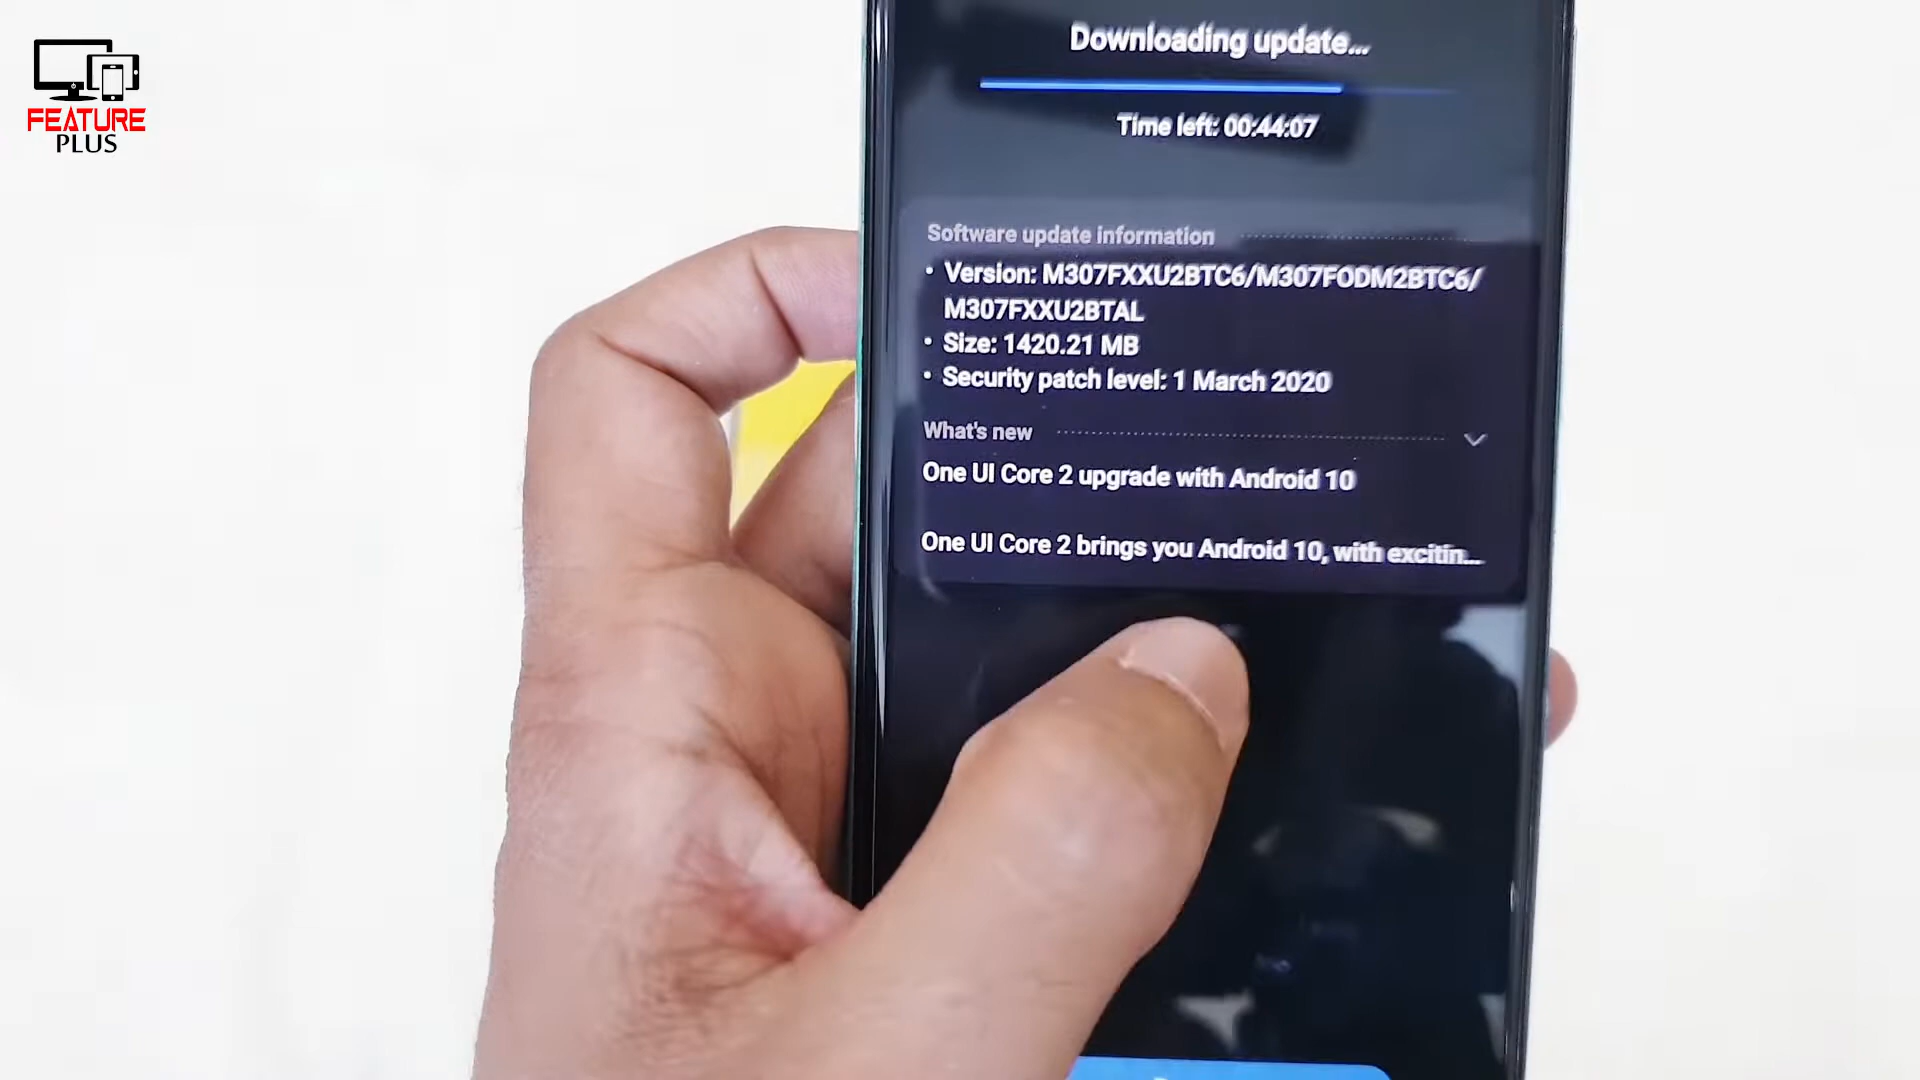 FEATURE
PLUS
Downloading update...
Time left: 00:44:07
Software update information
• Version: M307FXXU2BTC6/M307FODM2BTC6/
M307FXXU2BTAL
• Size: 1420.21 MB
• Security patch level: 1 March 2020
What's new
One UI Core 2 upgrade with Android 10
One UI Core 2 brings you Android 10, with excitin...